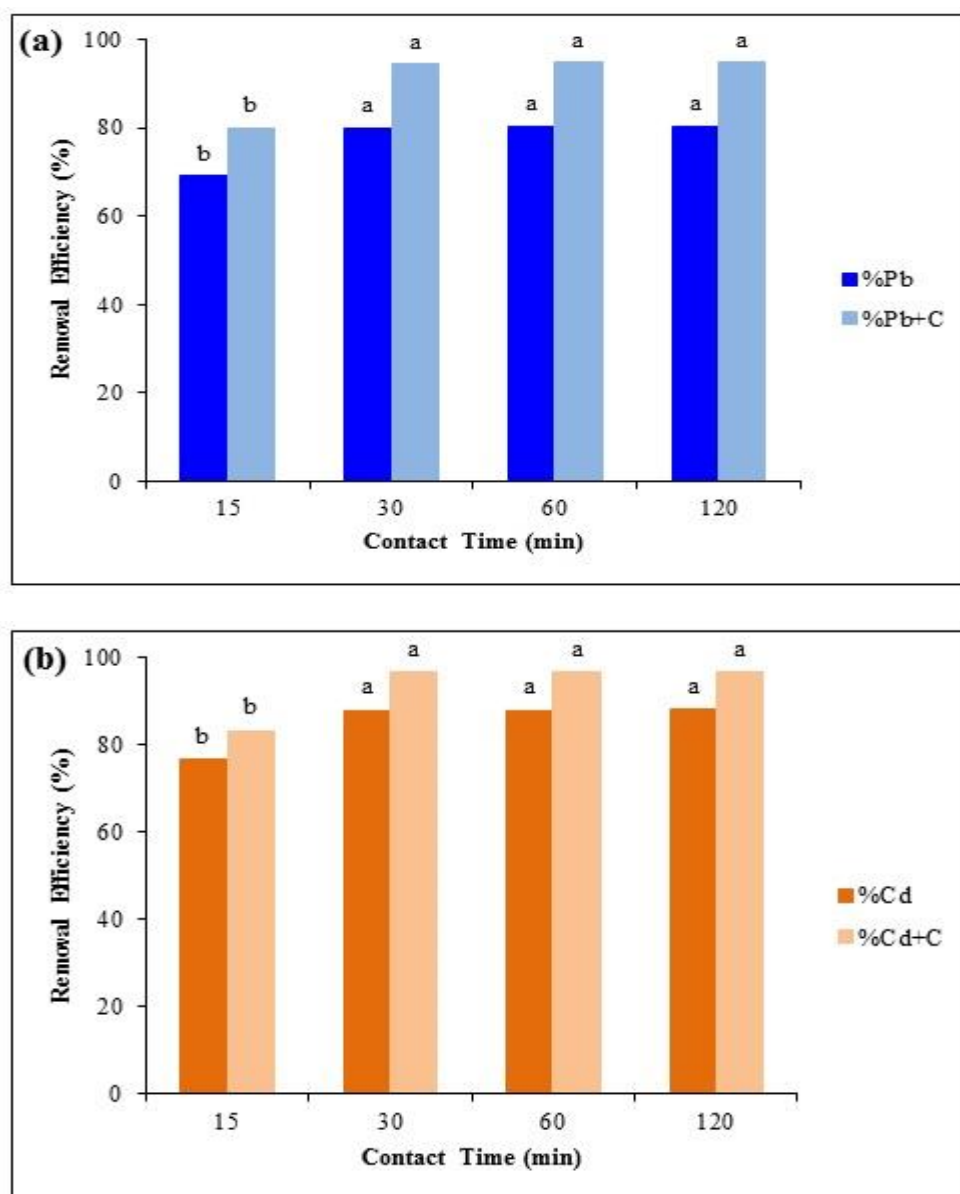 (a)
100
80
60
40
20
0
Removal Efficiency (%)
b b a a a a a a
15 30 60 120
Contact Time (min)
%Pb
%Pb+C
(b)
100
80
60
40
20
0
Removal Efficiency (%)
b b a a a a a a
15 30 60 120
Contact Time (min)
%Cd
%Cd+C